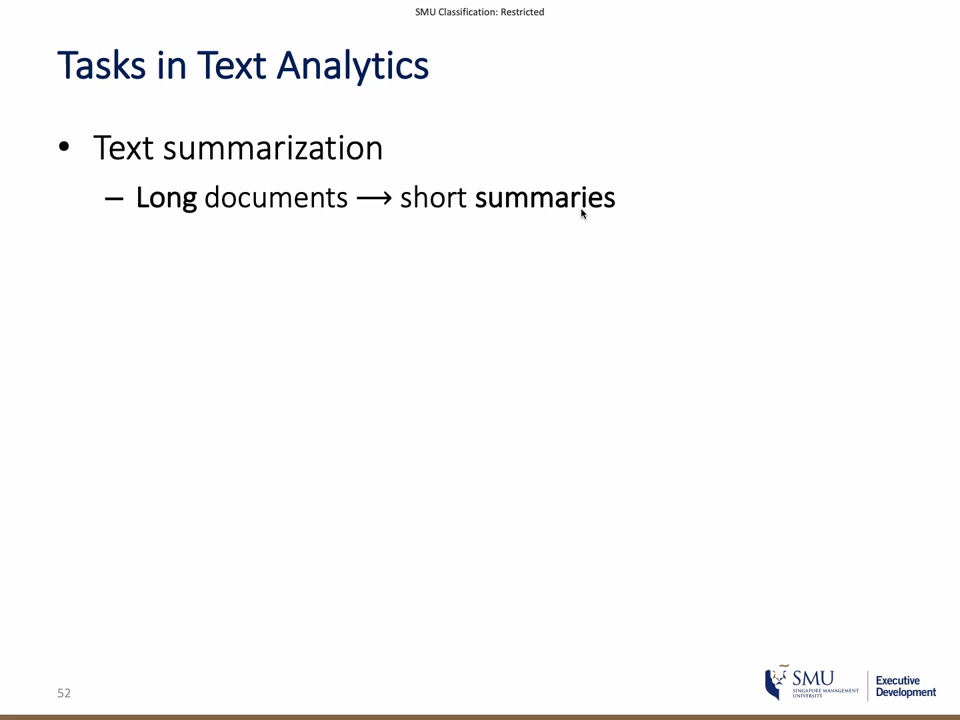 SMU Classification: Restricted
Tasks in Text Analytics
• Text summarization
– Long documents ⟶ short summaries
52
SMU
SINGAPORE MANAGEMENT
UNIVERSITY
Executive
Development